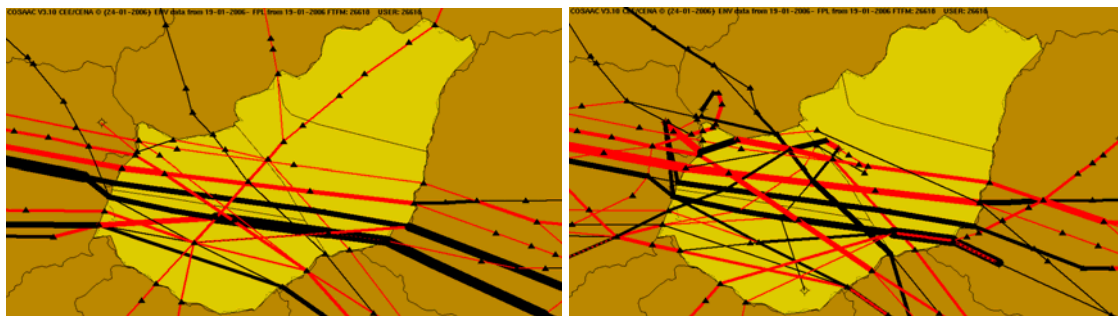 COSAAC V3.10 CEE/CENA © (24-01-2006) ENV data from 19-01-2006-- FPL from 19-01-2006 FTFM: 26618 USER: 26618
COSAAC V3.10 CEE/CENA © (24-01-2006) ENV data from 19-01-2006-- FPL from 19-01-2006 FTFM: 26618 USER: 26618